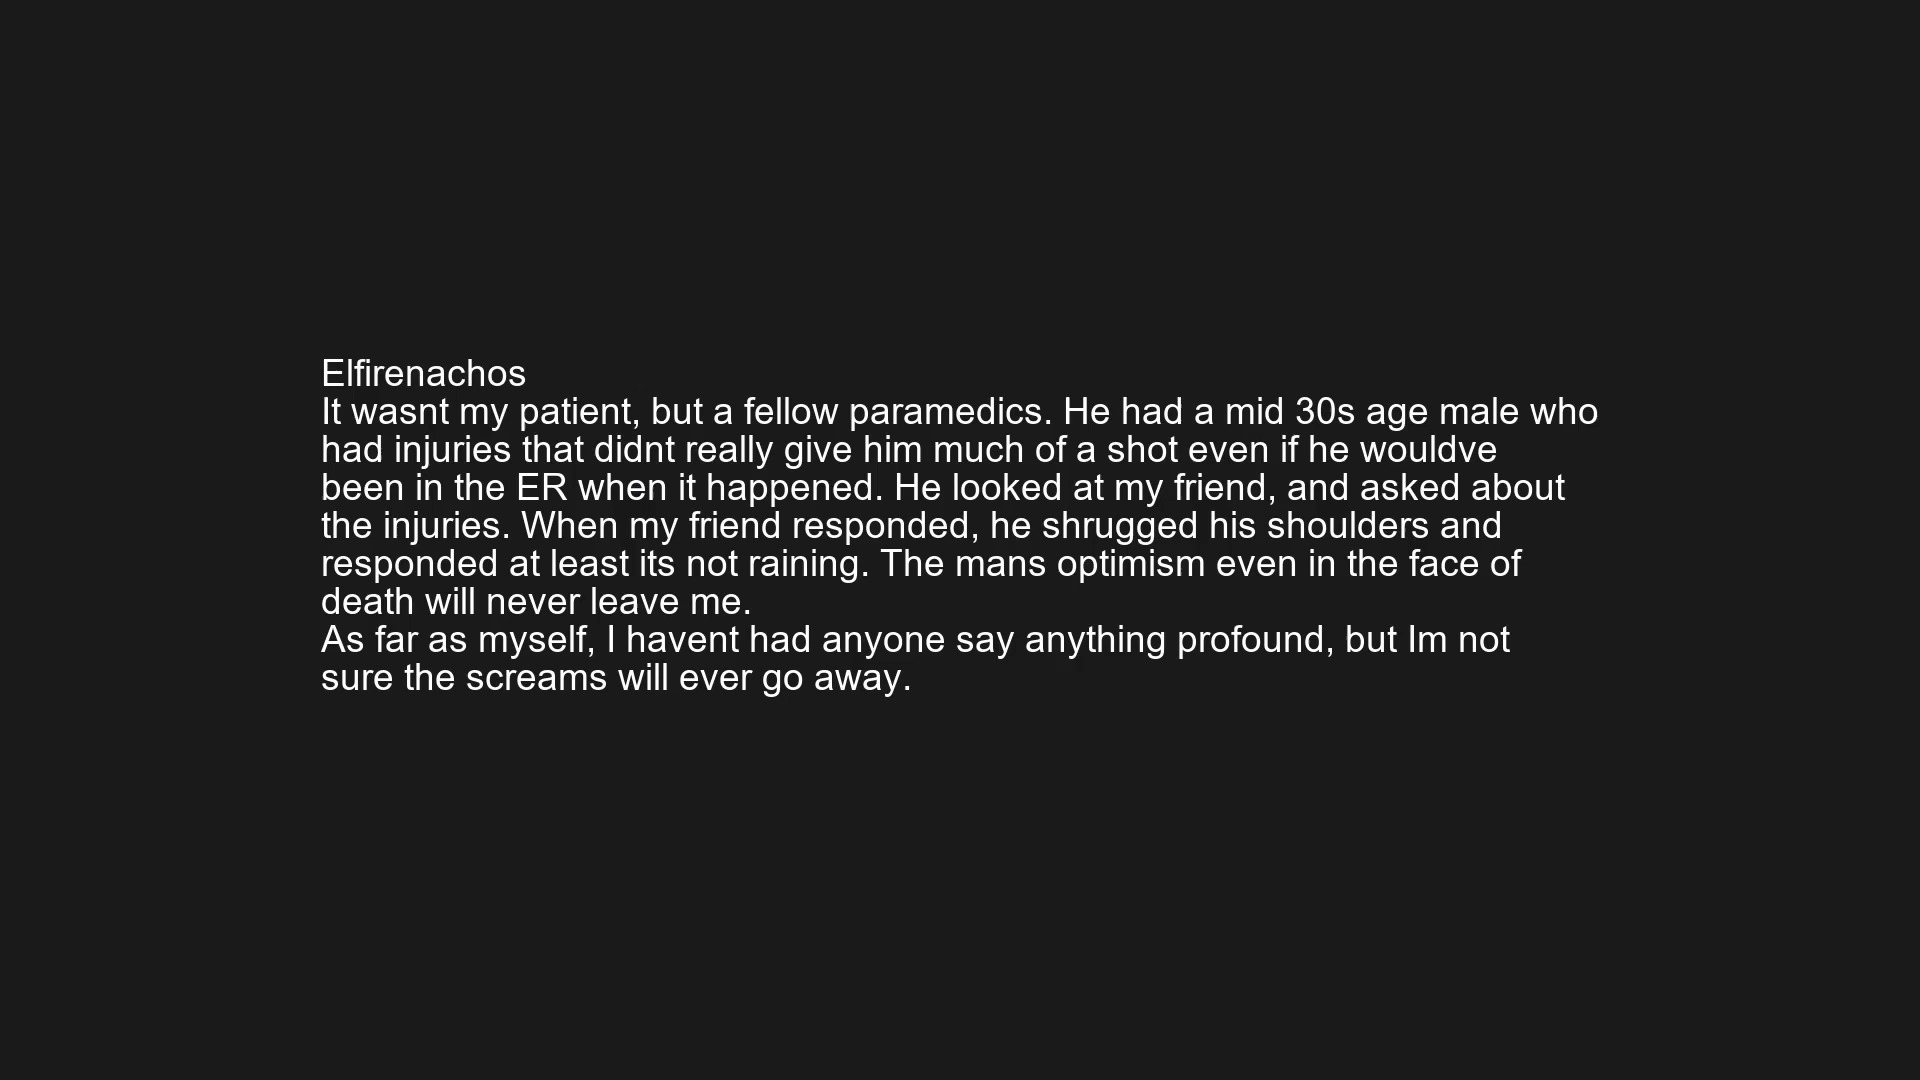 Elfirenachos
It wasnt my patient, but a fellow paramedics. He had a mid 30s age male who
had injuries that didnt really give him much of a shot even if he wouldve
been in the ER when it happened. He looked at my friend, and asked about
the injuries. When my friend responded, he shrugged his shoulders and
responded at least its not raining. The mans optimism even in the face of
death will never leave me.
As far as myself, I havent had anyone say anything profound, but Im not
sure the screams will ever go away.